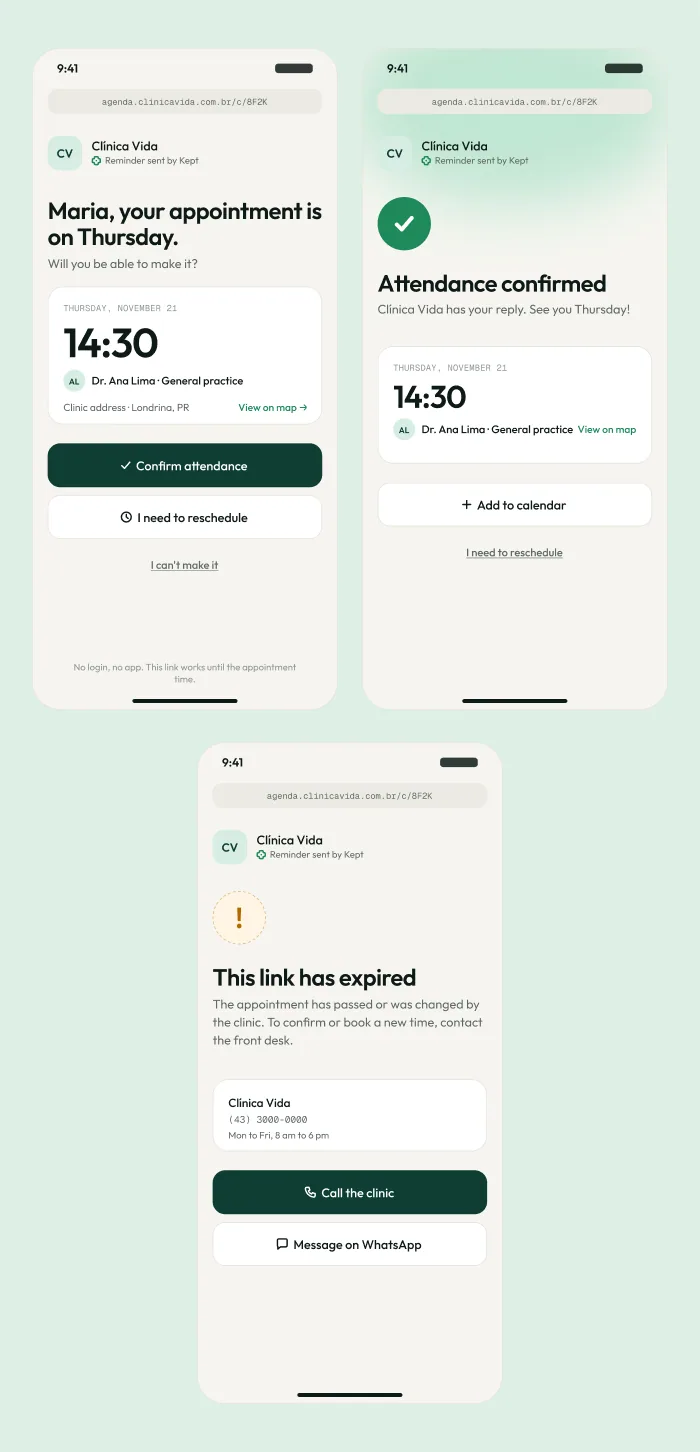 9:41
agenda.clinicavida.com.br/c/8F2K
CV
Clínica Vida
Reminder sent by Kept
Maria, your appointment is
on Thursday.
Will you be able to make it?
THURSDAY, NOVEMBER 21
14:30
AL
Dr. Ana Lima · General practice
Clinic address · Londrina, PR
View on map →
Confirm attendance
I need to reschedule
I can't make it
No login, no app. This link works until the appointment
time.
9:41
agenda.clinicavida.com.br/c/8F2K
CV
Clínica Vida
Reminder sent by Kept
Attendance confirmed
Clínica Vida has your reply. See you Thursday!
THURSDAY, NOVEMBER 21
14:30
AL
Dr. Ana Lima · General practice
View on map
Add to calendar
I need to reschedule
9:41
agenda.clinicavida.com.br/c/8F2K
CV
Clínica Vida
Reminder sent by Kept
!
This link has expired
The appointment has passed or was changed by
the clinic. To confirm or book a new time, contact
the front desk.
Clínica Vida
(43) 3000-0000
Mon to Fri, 8 am to 6 pm
Call the clinic
Message on WhatsApp